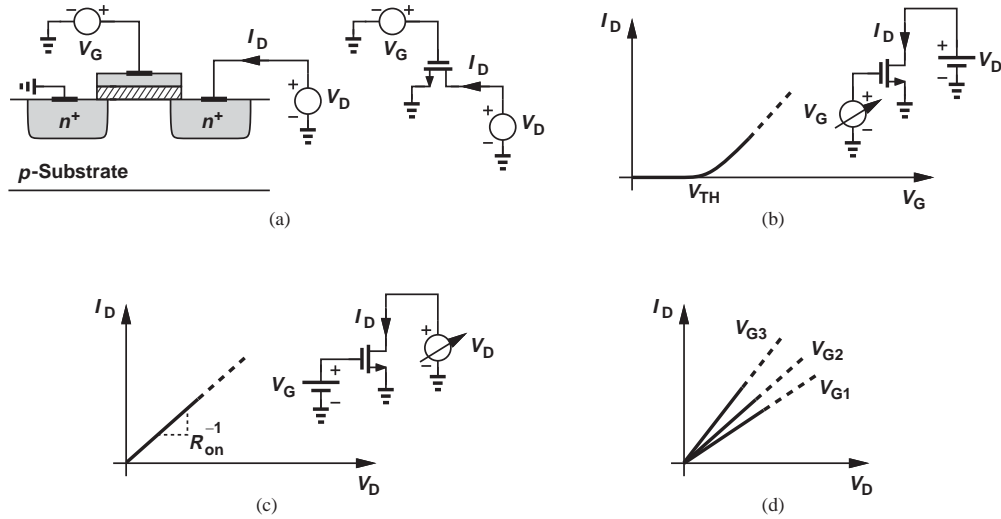 − + V_G
I_D
+ − V_D
n⁺ n⁺
p-Substrate
− + V_G
I_D
+ − V_D
(a)
I_D
V_TH
V_G
I_D
+ − V_G
+ − V_D
(b)
I_D
R_on^−1
V_D
I_D
+ − V_G
+ − V_D
(c)
I_D
V_G3
V_G2
V_G1
V_D
(d)